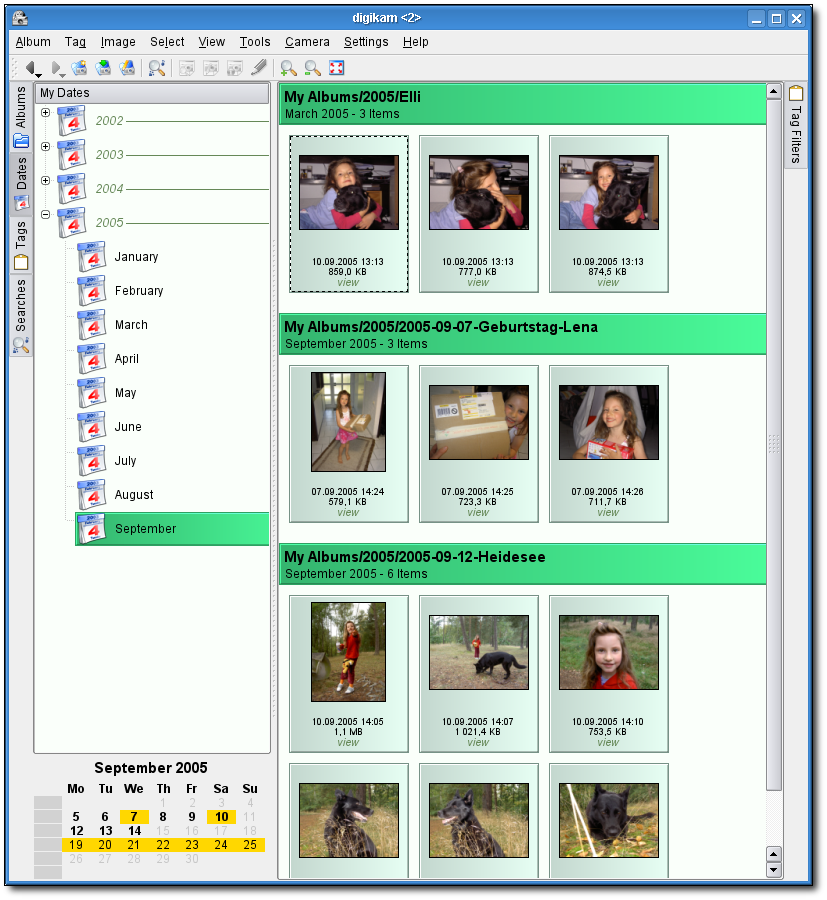 digikam <2>
Album Tag Image Select View Tools Camera Settings Help
Albums
Dates
Tags
Searches
My Dates
2002
2003
2004
2005
January
February
March
April
May
June
July
August
September
September 2005
Mo Tu We Th Fr Sa Su
1 2 3 4
5 6 7 8 9 10 11
12 13 14 15 16 17 18
19 20 21 22 23 24 25
26 27 28 29 30
My Albums/2005/Elli
March 2005 - 3 Items
10.09.2005 13:13 10.09.2005 13:13 10.09.2005 13:13
859,0 KB 777,0 KB 874,5 KB
view view view
My Albums/2005/2005-09-07-Geburtstag-Lena
September 2005 - 3 Items
07.09.2005 14:24 07.09.2005 14:25 07.09.2005 14:26
579,1 KB 723,3 KB 711,7 KB
view view view
My Albums/2005/2005-09-12-Heidesee
September 2005 - 6 Items
10.09.2005 14:05 10.09.2005 14:07 10.09.2005 14:10
1,1 MB 1 021,4 KB 753,5 KB
view view view
Tag Filters